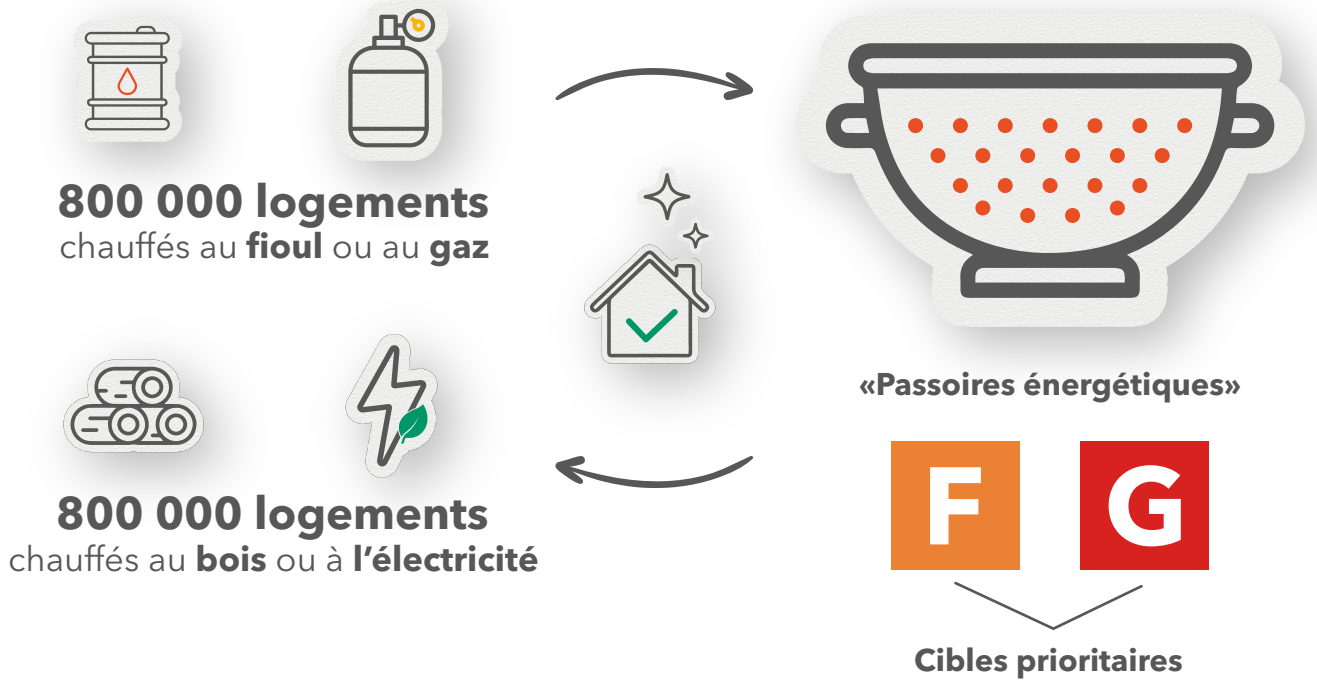 800 000 logements
chauffés au fioul ou au gaz
800 000 logements
chauffés au bois ou à l’électricité
«Passoires énergétiques»
F G
Cibles prioritaires